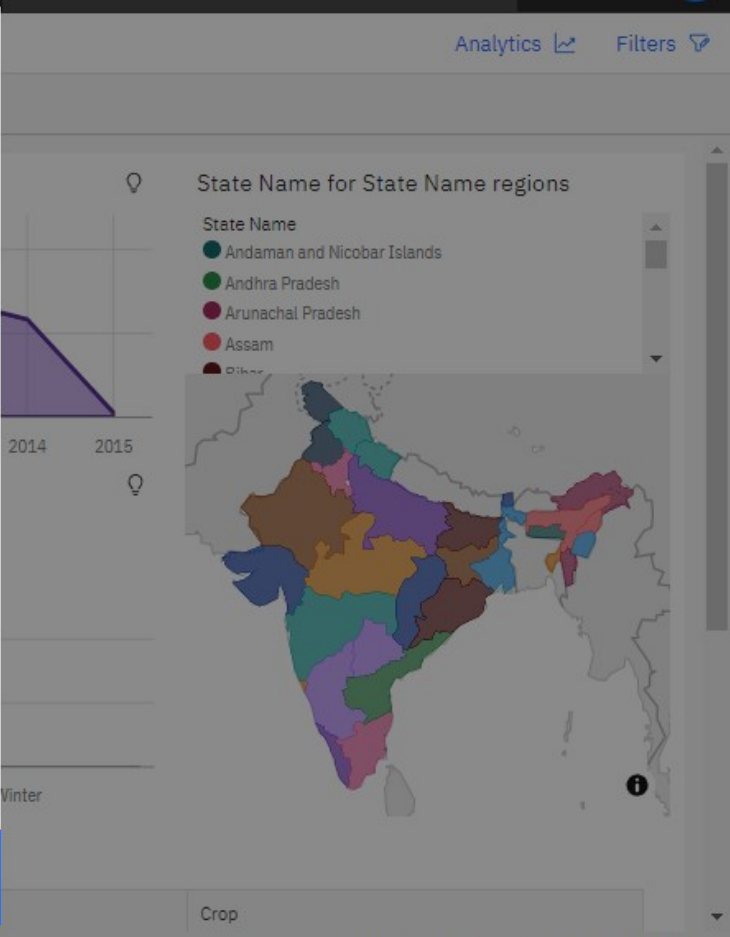 Analytics
Filters
State Name for State Name regions
State Name
Andaman and Nicobar Islands
Andhra Pradesh
Arunachal Pradesh
Assam
Bihar
2014 2015
Winter
Crop